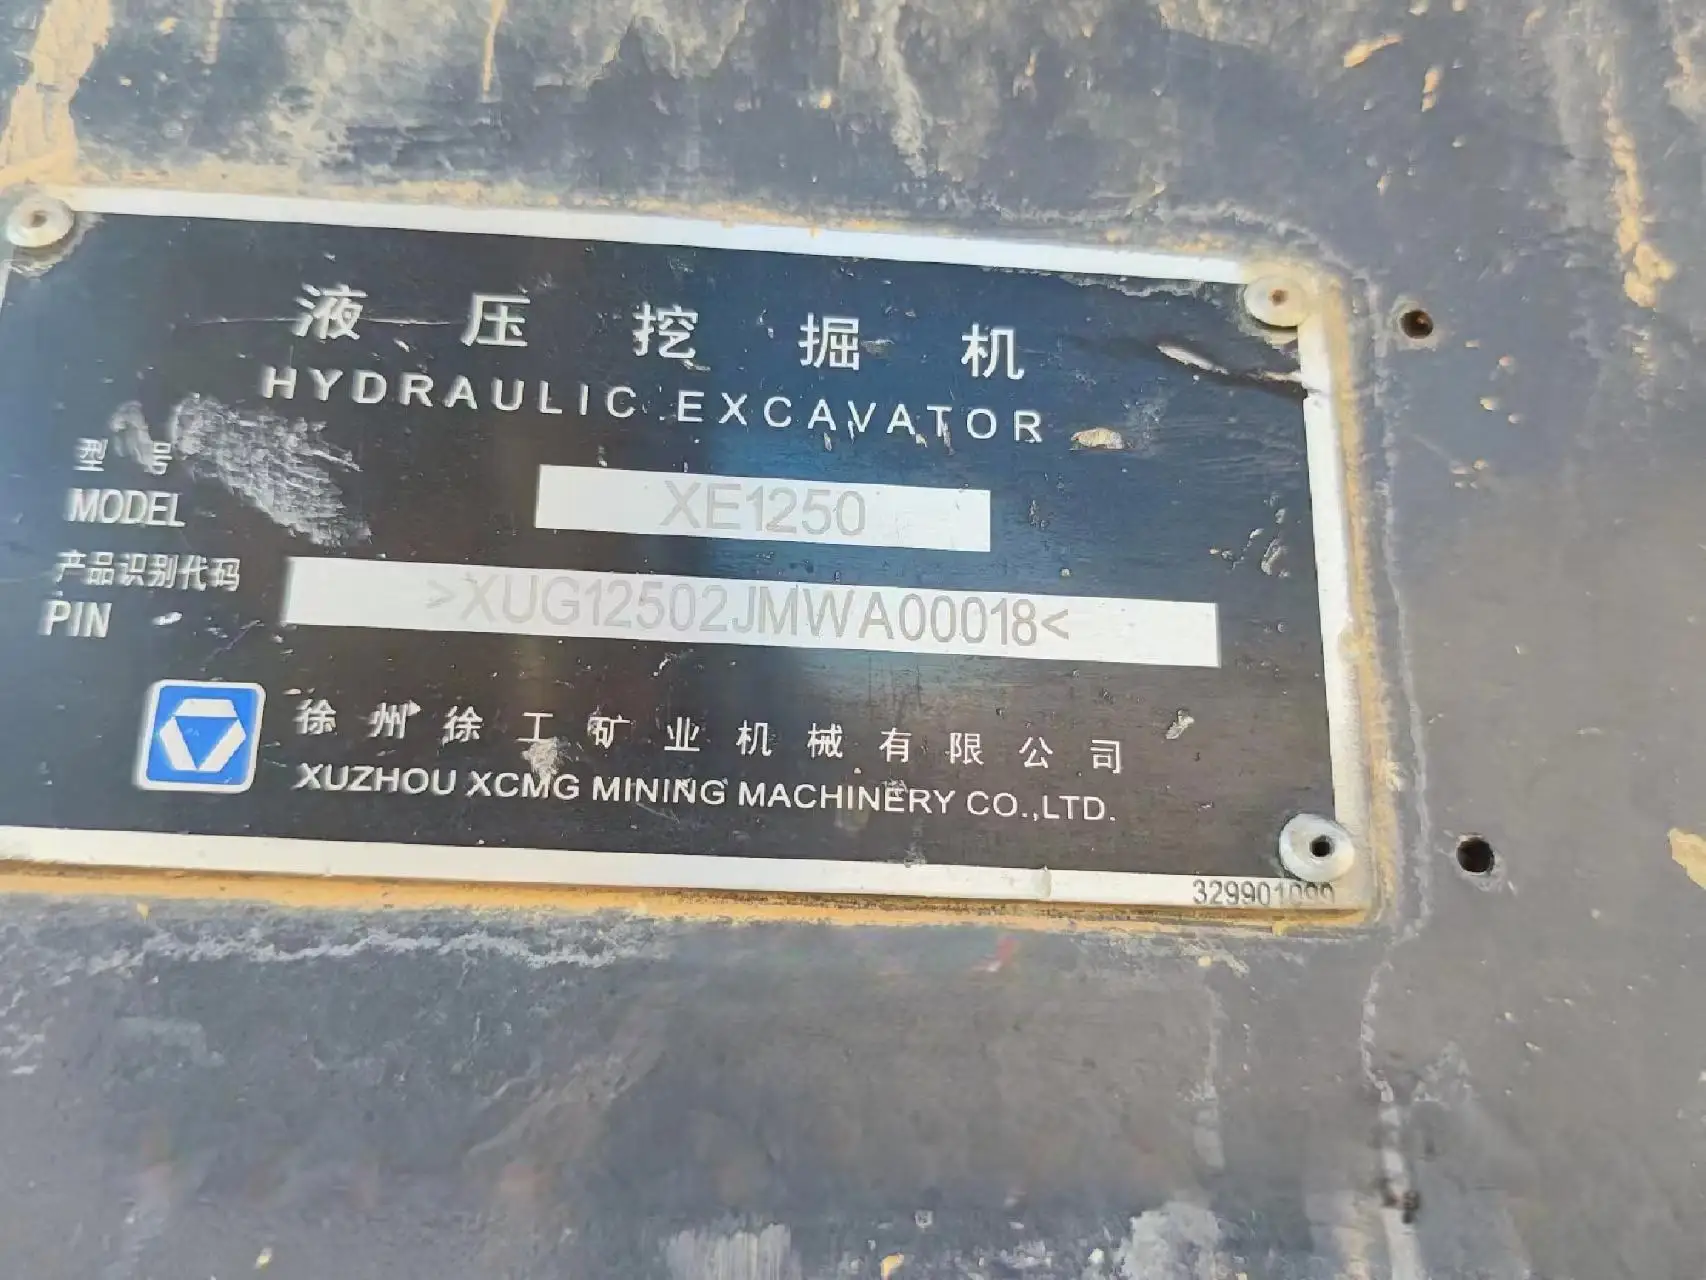 液压挖掘机
HYDRAULIC EXCAVATOR
型号
MODEL
XE1250
产品识别代码
PIN
>XUG12502JMWA00018<
徐州徐工矿业机械有限公司
XUZHOU XCMG MINING MACHINERY CO.,LTD.
329901099